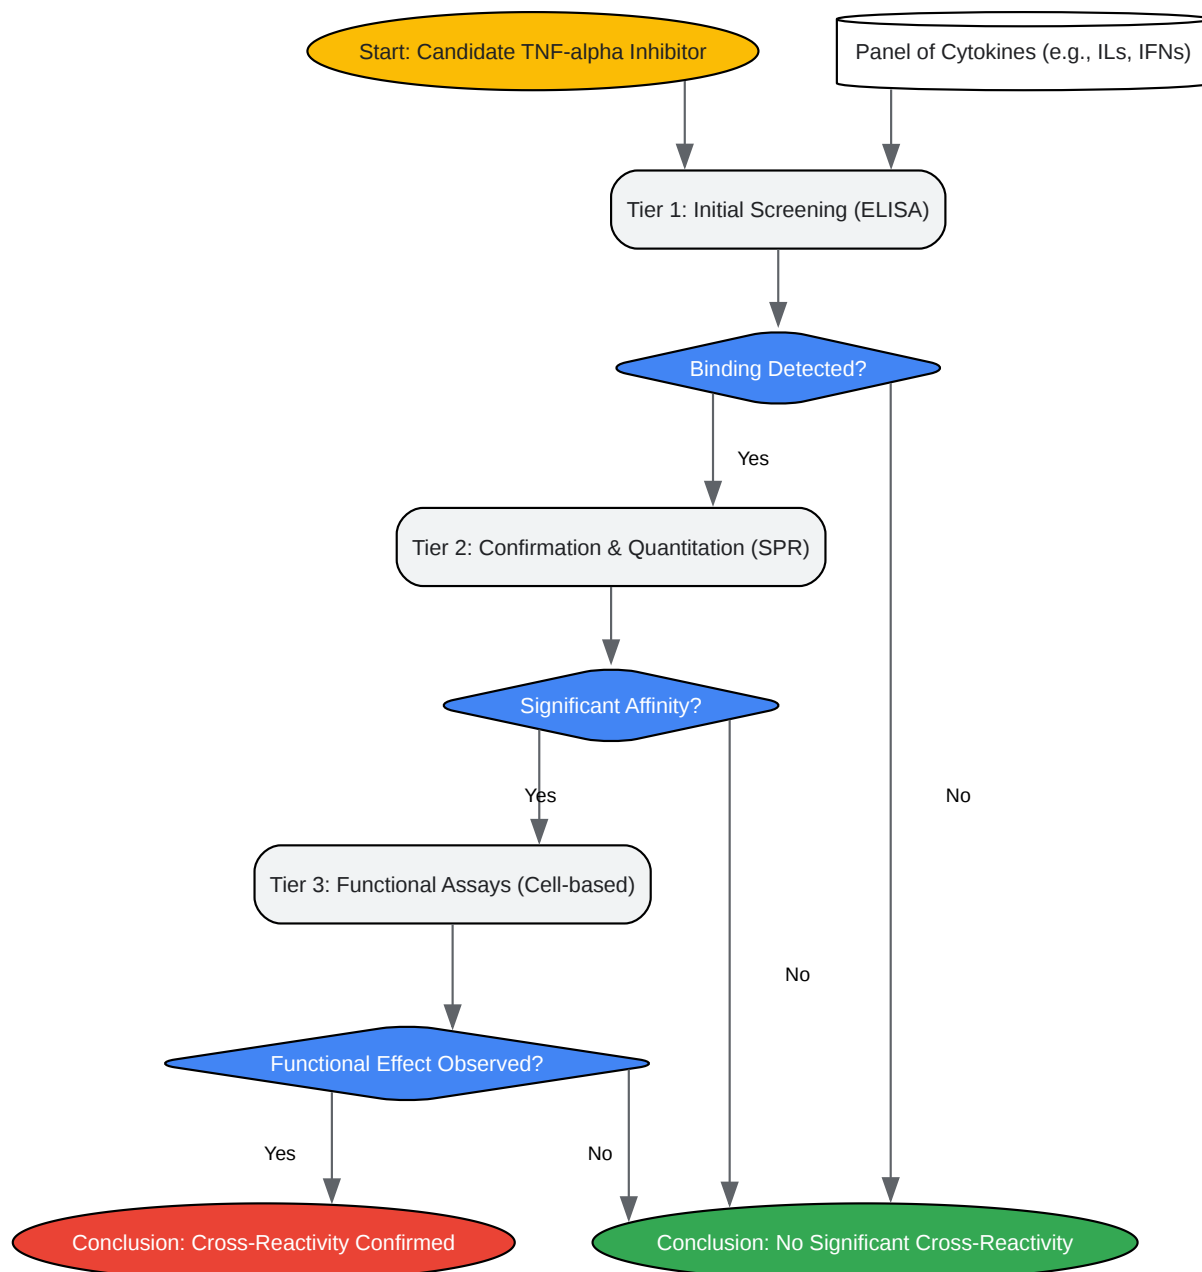 Start: Candidate TNF-alpha Inhibitor
Panel of Cytokines (e.g., ILs, IFNs)
Tier 1: Initial Screening (ELISA)
Binding Detected?
Yes
Tier 2: Confirmation & Quantitation (SPR)
Significant Affinity?
Yes
No
Tier 3: Functional Assays (Cell-based)
No
Functional Effect Observed?
Yes
No
Conclusion: Cross-Reactivity Confirmed
Conclusion: No Significant Cross-Reactivity